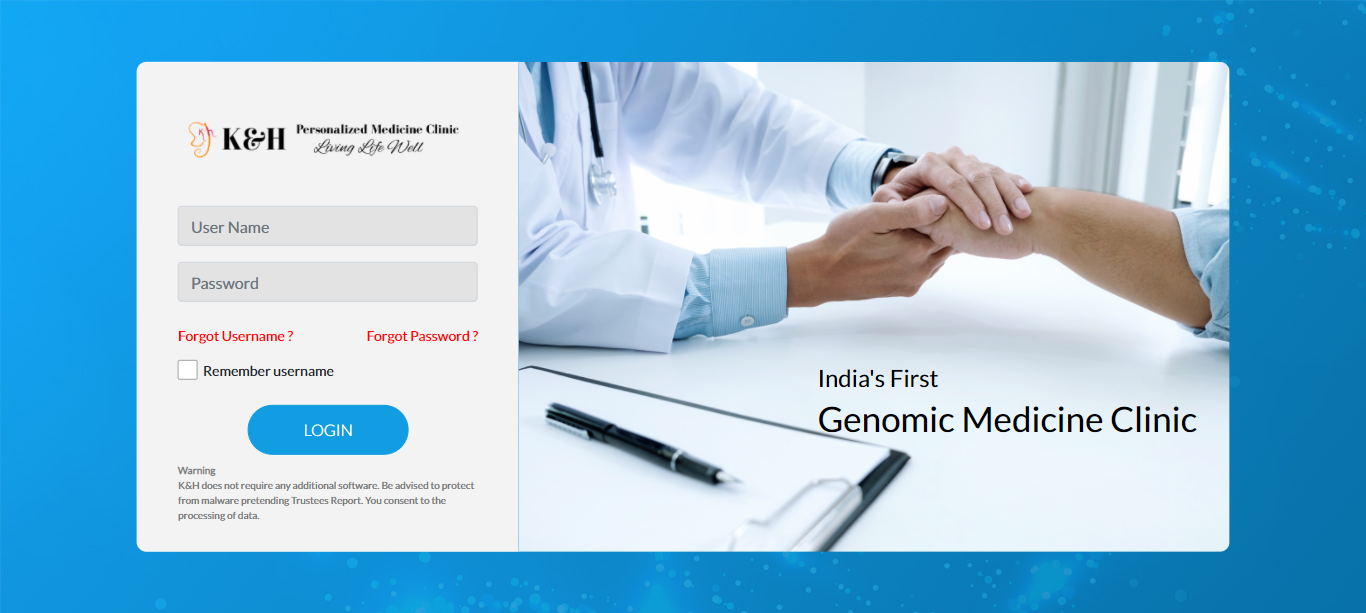 K&H Personalized Medicine Clinic
Living Life Well
User Name
Password
Forgot Username ?
Forgot Password ?
Remember username
LOGIN
Warning
K&H does not require any additional software. Be advised to protect
from malware pretending Trustees Report. You consent to the
processing of data.
India's First
Genomic Medicine Clinic